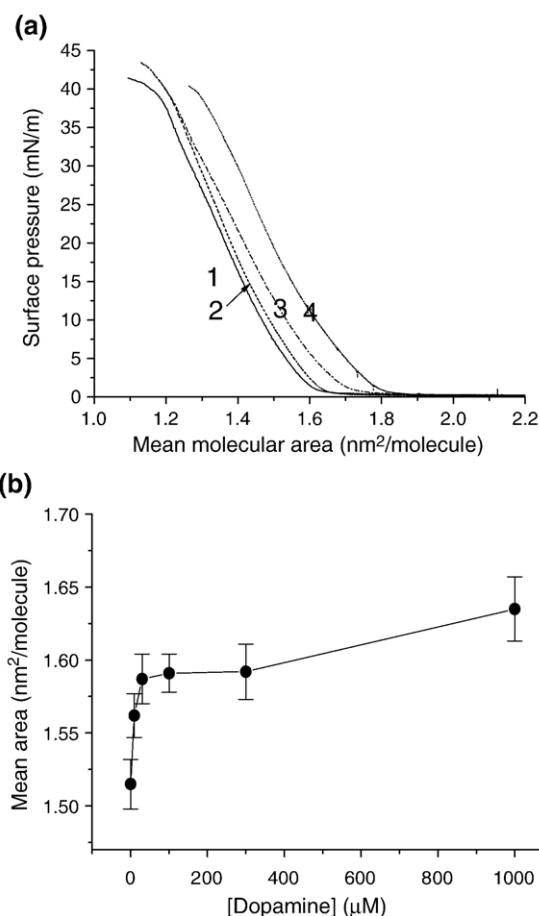 (a)
45
40
35
30
25
20
15
10
5
0
Surface pressure (mN/m)
1
2
3
4
1.0 1.2 1.4 1.6 1.8 2.0 2.2
Mean molecular area (nm²/molecule)
(b)
1.70
1.65
1.60
1.55
1.50
Mean area (nm²/molecule)
0 200 400 600 800 1000
[Dopamine] (μM)